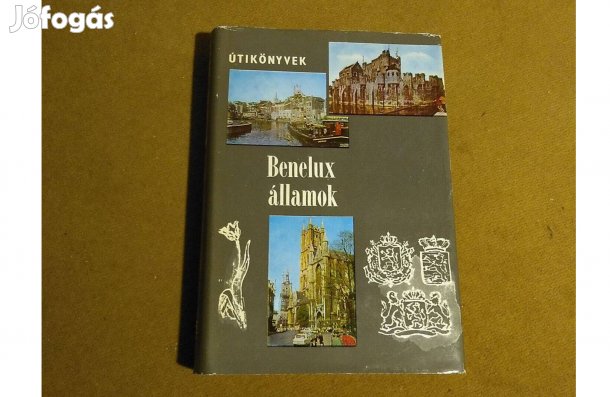 Jófogás
ÚTIKÖNYVEK
Benelux
államok